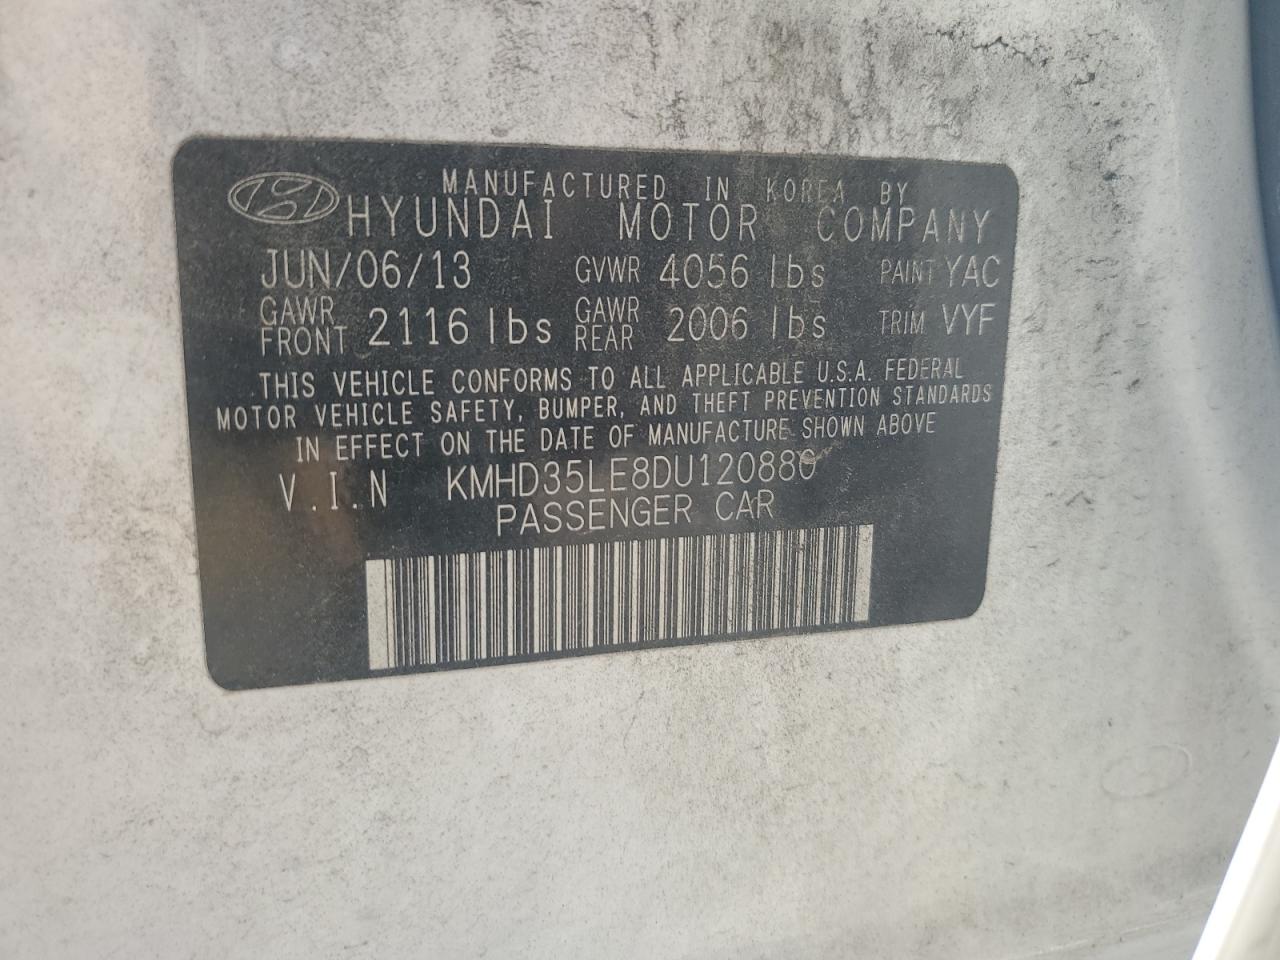 MANUFACTURED IN KOREA BY
HYUNDAI MOTOR COMPANY
JUN/06/13 GVWR 4056 lbs PAINT YAC
GAWR FRONT 2116 lbs GAWR REAR 2006 lbs TRIM VYF
THIS VEHICLE CONFORMS TO ALL APPLICABLE U.S.A. FEDERAL
MOTOR VEHICLE SAFETY, BUMPER, AND THEFT PREVENTION STANDARDS
IN EFFECT ON THE DATE OF MANUFACTURE SHOWN ABOVE
V.I.N KMHD35LE8DU120880
PASSENGER CAR